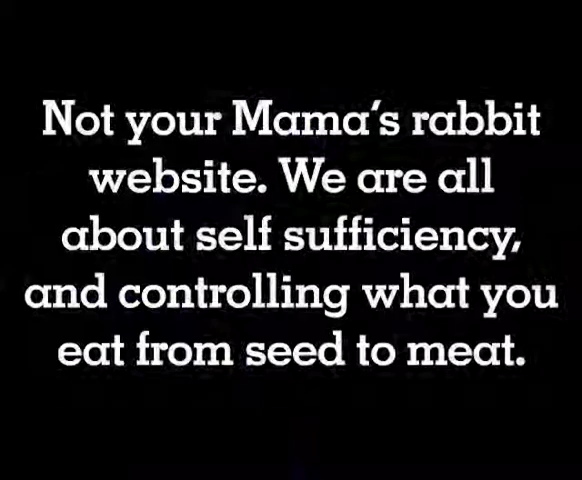 Not your Mama's rabbit
website. We are all
about self sufficiency,
and controlling what you
eat from seed to meat.